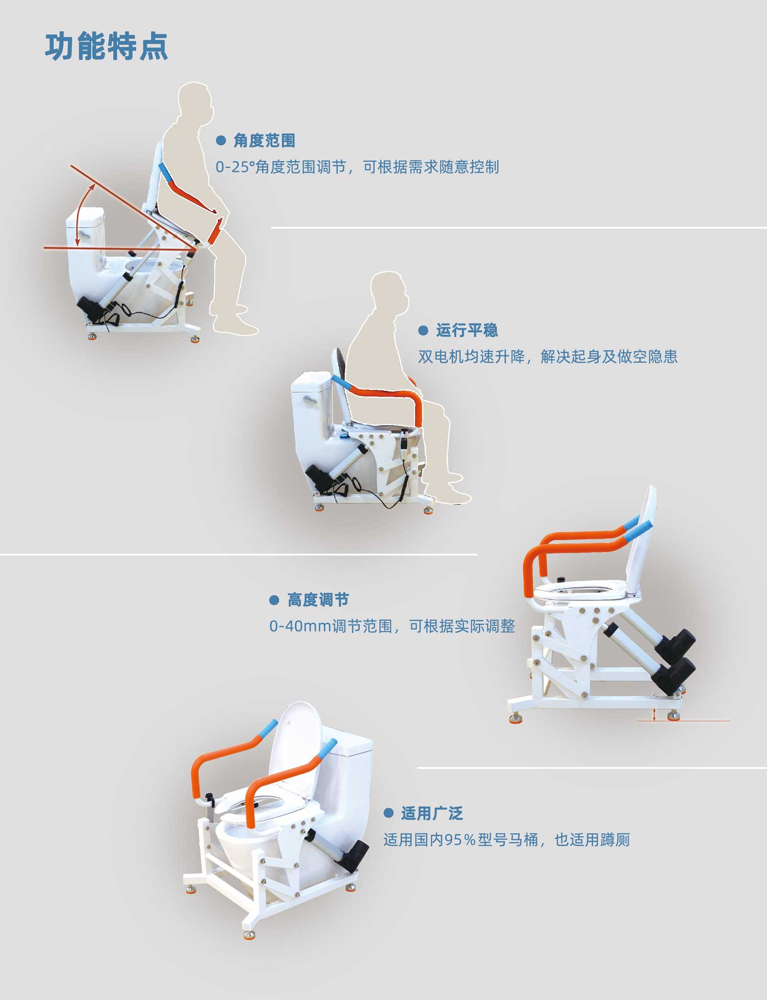 功能特点
● 角度范围
0-25°角度范围调节，可根据需求随意控制
● 运行平稳
双电机均速升降，解决起身及做空隐患
● 高度调节
0-40mm调节范围，可根据实际调整
● 适用广泛
适用国内95%型号马桶，也适用蹲厕